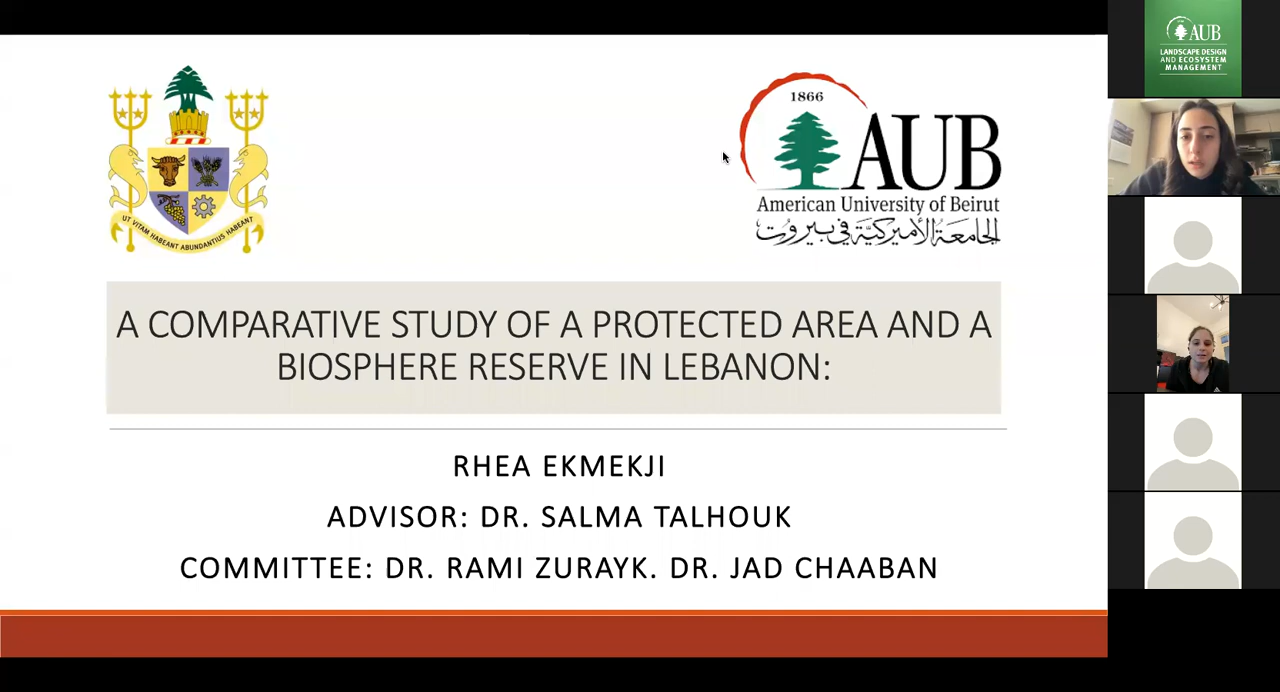 UT VITAM HABEANT ABUNDANTIUS HABEANT
1866
AUB
American University of Beirut
الجامعة الأميركية في بيروت
A COMPARATIVE STUDY OF A PROTECTED AREA AND A
BIOSPHERE RESERVE IN LEBANON:
RHEA EKMEKJI
ADVISOR: DR. SALMA TALHOUK
COMMITTEE: DR. RAMI ZURAYK. DR. JAD CHAABAN
AUB
LANDSCAPE DESIGN
AND ECOSYSTEM
MANAGEMENT